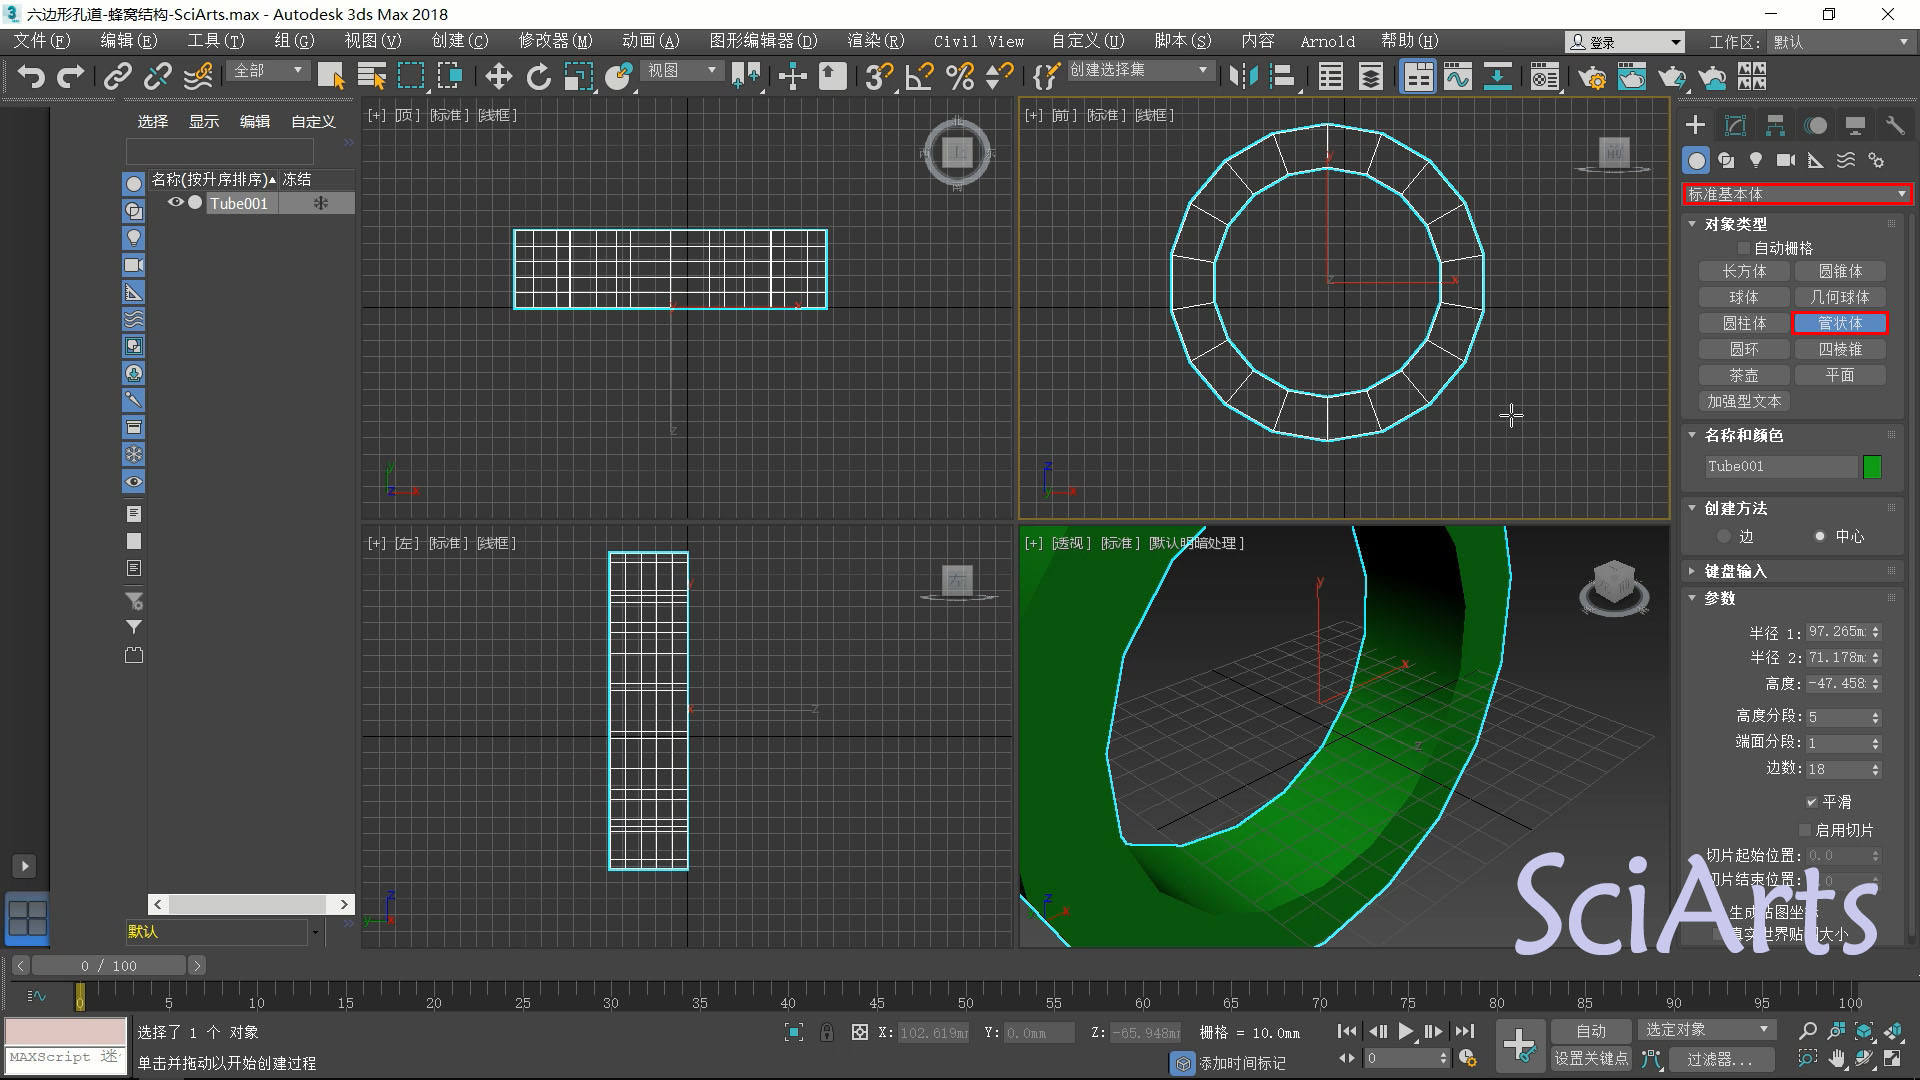 六边形孔道-蜂窝结构-SciArts.max - Autodesk 3ds Max 2018
文件(F) 编辑(E) 工具(T) 组(G) 视图(V) 创建(C) 修改器(M) 动画(A) 图形编辑器(D) 渲染(R) Civil View 自定义(U) 脚本(S) 内容 Arnold 帮助(H) 登录 工作区: 默认
全部 视图 创建选择集
选择 显示 编辑 自定义
名称(按升序排序) 冻结
Tube001
[+] [顶] [标准] [线框]
[+] [前] [标准] [线框]
[+] [左] [标准] [线框]
[+] [透视] [标准] [默认明暗处理]
标准基本体
对象类型
自动栅格
长方体 圆锥体
球体 几何球体
圆柱体 管状体
圆环 四棱锥
茶壶 平面
加强型文本
名称和颜色
Tube001
创建方法
边 中心
键盘输入
参数
半径 1: 97.265m
半径 2: 71.178m
高度: -47.458
高度分段: 5
端面分段: 1
边数: 18
平滑
启用切片
切片起始位置: 0.0
切片结束位置:
生成贴图坐标
真实世界贴图大小
SciArts
默认
0 / 100
0 5 10 15 20 25 30 35 40 45 50 55 60 65 70 75 80 85 90 95 100
选择了 1 个 对象 X: 102.619m Y: 0.0mm Z: -65.948m 栅格 = 10.0mm 自动 选定对象
MAXScript 迷 单击并拖动以开始创建过程 添加时间标记 0 设置关键点 过滤器...